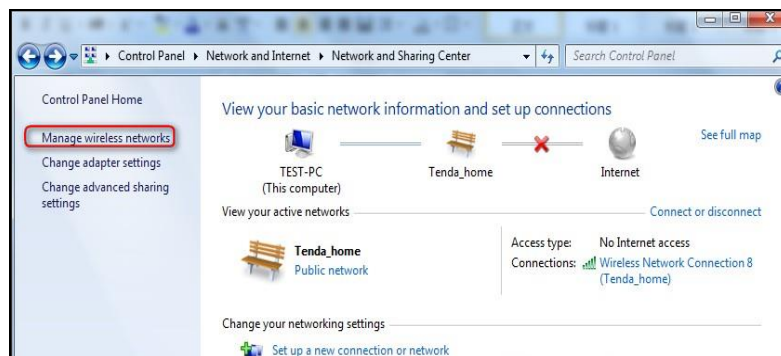 Control Panel Network and Internet Network and Sharing Center Search Control Panel
Control Panel Home
Manage wireless networks
Change adapter settings
Change advanced sharing
settings
View your basic network information and set up connections
See full map
TEST-PC
(This computer)
Tenda_home
Internet
View your active networks
Connect or disconnect
Tenda_home
Public network
Access type: No Internet access
Connections: Wireless Network Connection 8
(Tenda_home)
Change your networking settings
Set up a new connection or network